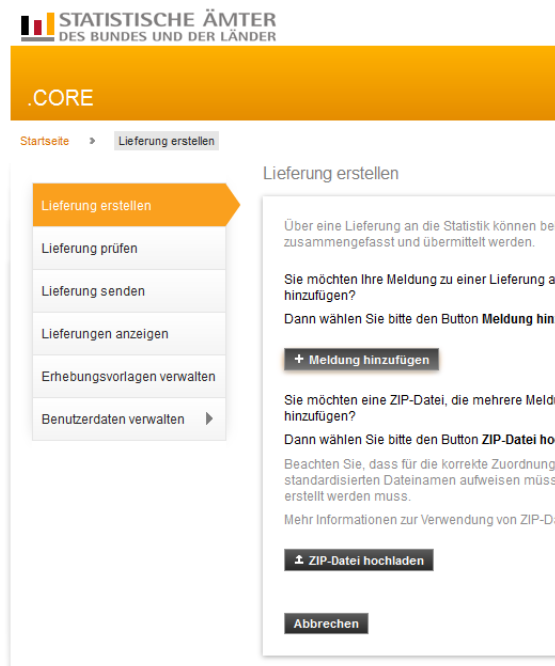 STATISTISCHE ÄMTER
DES BUNDES UND DER LÄNDER
.CORE
Startseite » Lieferung erstellen
Lieferung erstellen
Lieferung prüfen
Lieferung senden
Lieferungen anzeigen
Erhebungsvorlagen verwalten
Benutzerdaten verwalten
Lieferung erstellen
Über eine Lieferung an die Statistik können be
zusammengefasst und übermittelt werden.
Sie möchten Ihre Meldung zu einer Lieferung a
hinzufügen?
Dann wählen Sie bitte den Button Meldung hin
+ Meldung hinzufügen
Sie möchten eine ZIP-Datei, die mehrere Meld
hinzufügen?
Dann wählen Sie bitte den Button ZIP-Datei ho
Beachten Sie, dass für die korrekte Zuordnung
standardisierten Dateinamen aufweisen müss
erstellt werden muss.
Mehr Informationen zur Verwendung von ZIP-Da
ZIP-Datei hochladen
Abbrechen